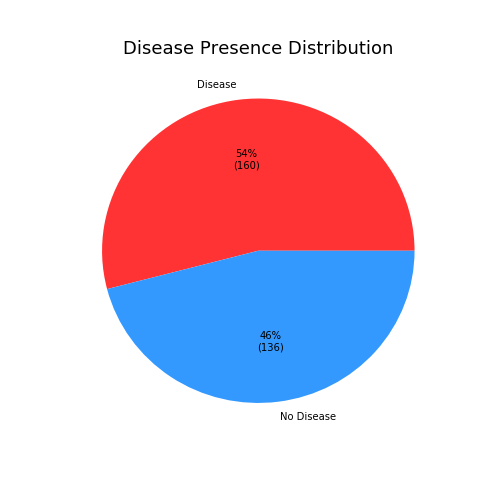 Disease Presence Distribution
Disease
54%
(160)
46%
(136)
No Disease